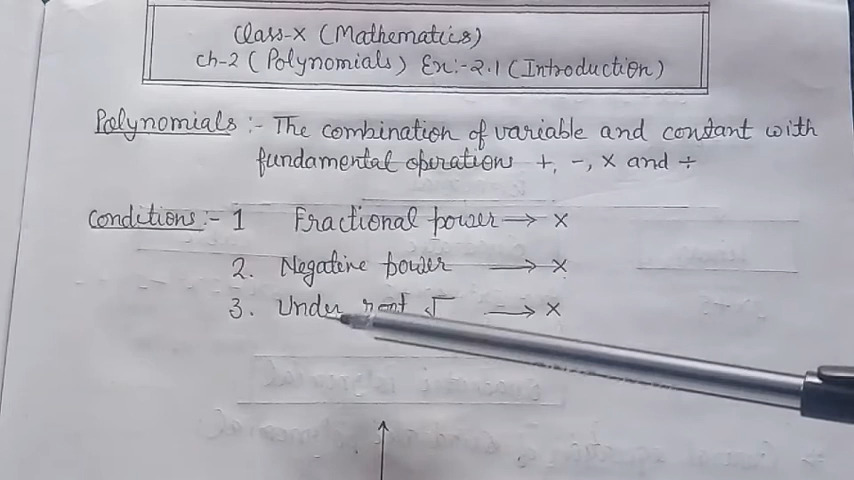 Class-X (Mathematics)
Ch-2 (Polynomials) Ex:-2.1 (Introduction)
Polynomials :- The combination of variable and constant with
fundamental operations +, -, × and ÷
Conditions :- 1 Fractional power → ×
2. Negative power → ×
3. Under root √ → ×